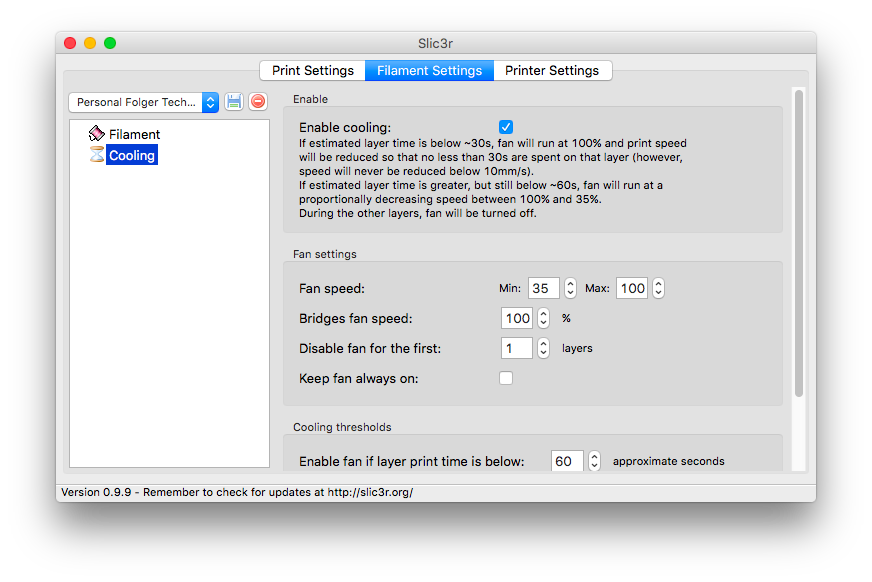 Slic3r
Print Settings Filament Settings Printer Settings
Personal Folger Tech...
Filament
Cooling
Enable
Enable cooling:
If estimated layer time is below ~30s, fan will run at 100% and print speed
will be reduced so that no less than 30s are spent on that layer (however,
speed will never be reduced below 10mm/s).
If estimated layer time is greater, but still below ~60s, fan will run at a
proportionally decreasing speed between 100% and 35%.
During the other layers, fan will be turned off.
Fan settings
Fan speed: Min: 35 Max: 100
Bridges fan speed: 100 %
Disable fan for the first: 1 layers
Keep fan always on:
Cooling thresholds
Enable fan if layer print time is below: 60 approximate seconds
Version 0.9.9 - Remember to check for updates at http://slic3r.org/